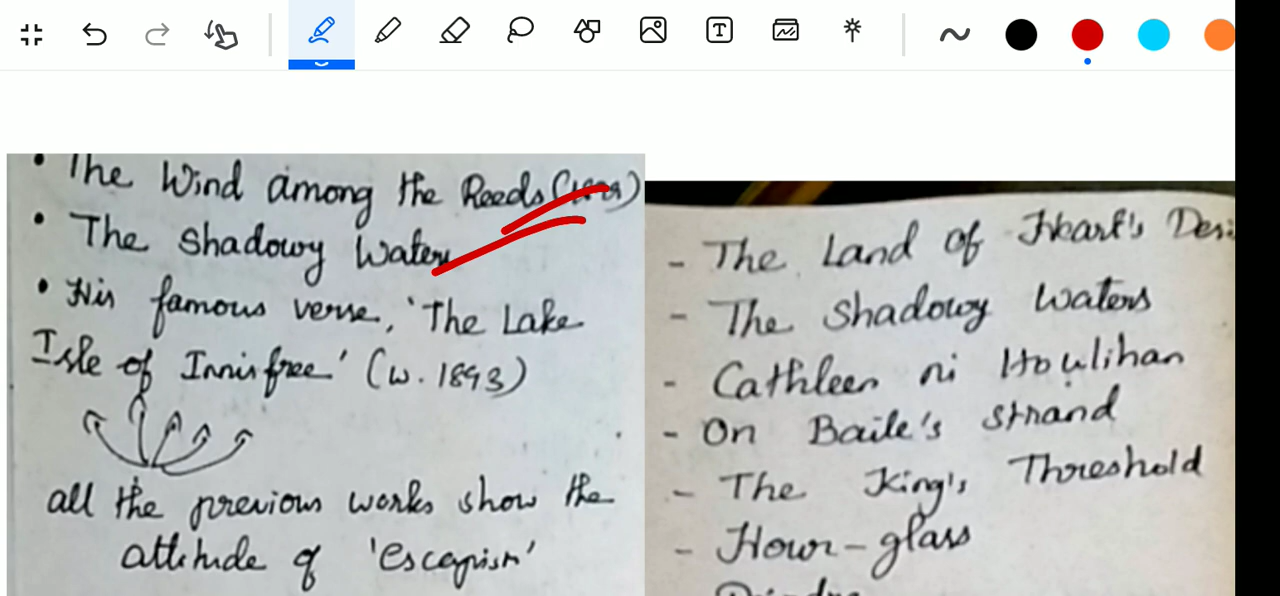 • The Wind among the Reeds
• The Shadowy Waters
• His famous verse, 'The Lake
Isle of Innisfree' (w. 1893)
all the previous works show the
attitude of 'escapism'
- The Land of Heart's Desi
- The Shadowy Waters
- Cathleen ni Houlihan
- On Baile's strand
- The King's Threshold
- Hour-glass